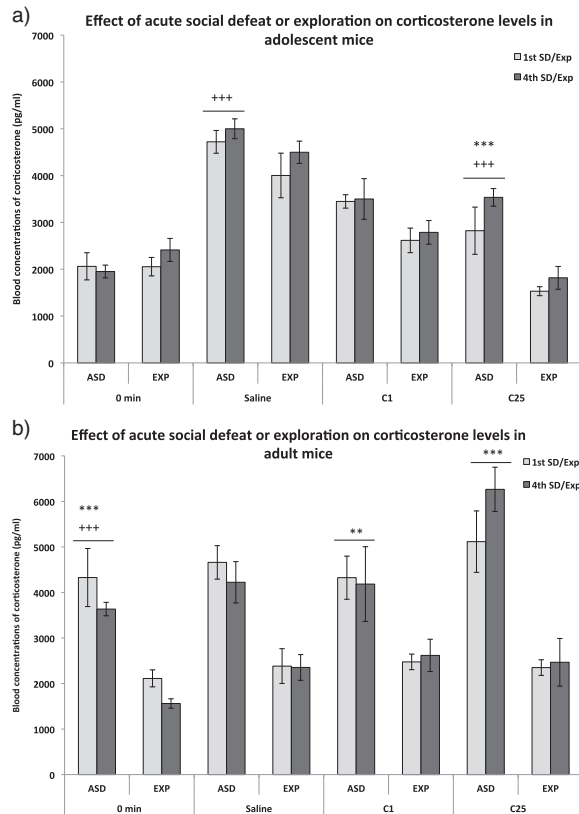 a)
Effect of acute social defeat or exploration on corticosterone levels in
adolescent mice
1st SD/Exp
4th SD/Exp
Blood concentrations of corticosterone (pg/ml)
7000
6000
5000
4000
3000
2000
1000
0
+++
***
+++
ASD EXP ASD EXP ASD EXP ASD EXP
0 min Saline C1 C25
b)
Effect of acute social defeat or exploration on corticosterone levels in
adult mice
1st SD/Exp
4th SD/Exp
Blood concentrations of corticosterone (pg/ml)
7000
6000
5000
4000
3000
2000
1000
0
***
+++
**
***
ASD EXP ASD EXP ASD EXP ASD EXP
0 min Saline C1 C25